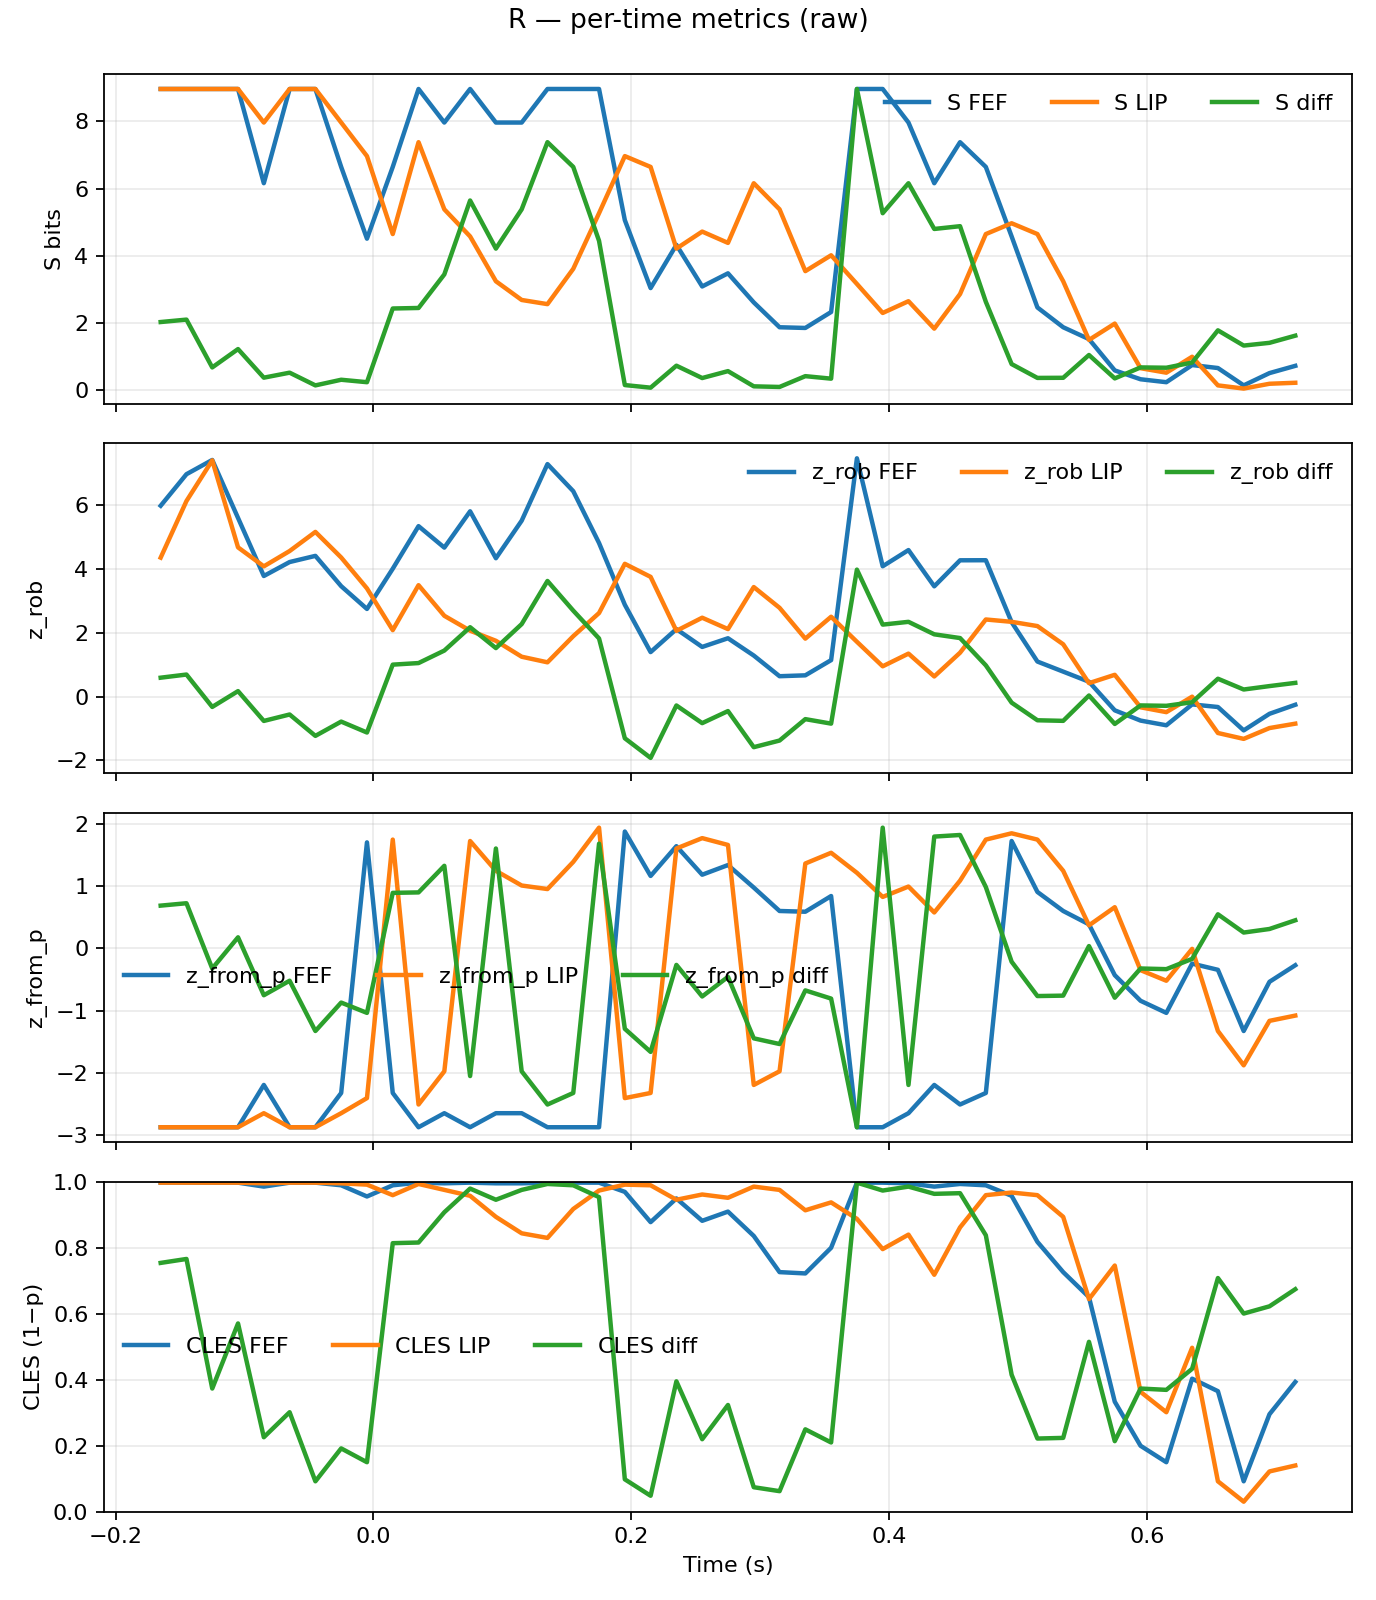 R — per-time metrics (raw)
S bits
8
6
4
2
0
S FEF S LIP S diff
z_rob
6
4
2
0
−2
z_rob FEF z_rob LIP z_rob diff
z_from_p
2
1
0
−1
−2
−3
z_from_p FEF z_from_p LIP z_from_p diff
CLES (1−p)
1.0
0.8
0.6
0.4
0.2
0.0
CLES FEF CLES LIP CLES diff
−0.2 0.0 0.2 0.4 0.6
Time (s)